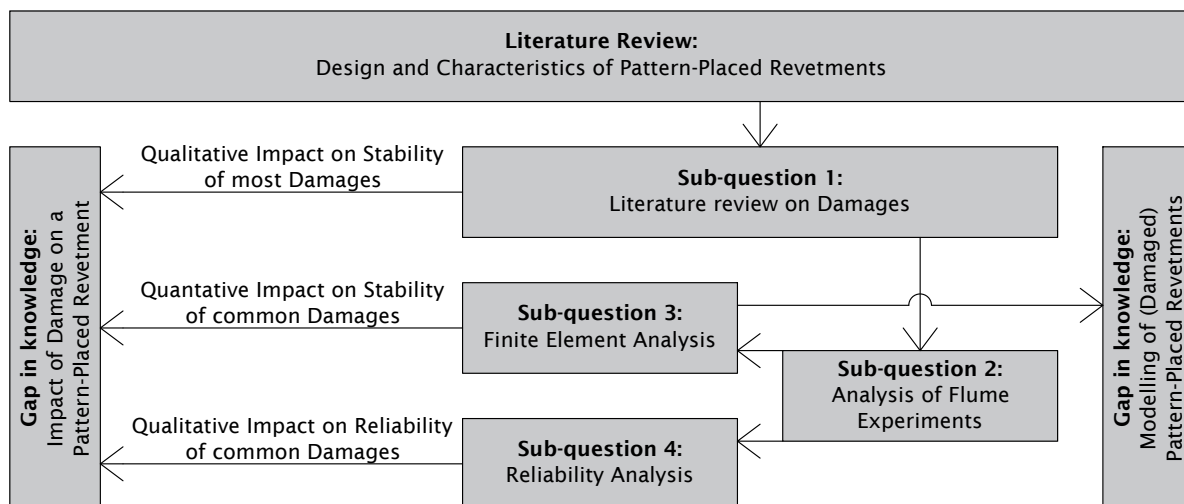 Literature Review:
Design and Characteristics of Pattern-Placed Revetments
Gap in knowledge:
Impact of Damage on a
Pattern-Placed Revetment
Qualitative Impact on Stability
of most Damages
Sub-question 1:
Literature review on Damages
Quantative Impact on Stability
of common Damages
Sub-question 3:
Finite Element Analysis
Sub-question 2:
Analysis of Flume
Experiments
Qualitative Impact on Reliability
of common Damages
Sub-question 4:
Reliability Analysis
Gap in knowledge:
Modelling of (Damaged)
Pattern-Placed Revetments